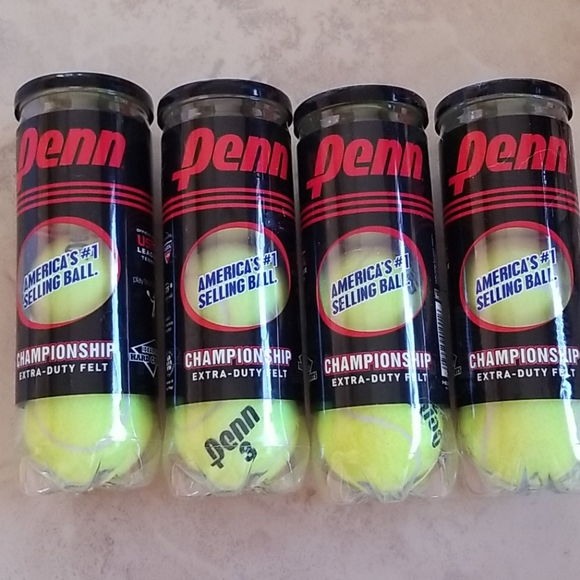 Penn
AMERICA'S #1
SELLING BALL.
CHAMPIONSHIP
EXTRA-DUTY FELT
Penn
AMERICA'S #1
SELLING BALL.
CHAMPIONSHIP
EXTRA-DUTY FELT
Penn
3
Penn
AMERICA'S #1
SELLING BALL.
CHAMPIONSHIP
EXTRA-DUTY FELT
Penn
Penn
AMERICA'S #1
SELLING BALL.
CHAMPIONSHIP
EXTRA-DUTY FELT